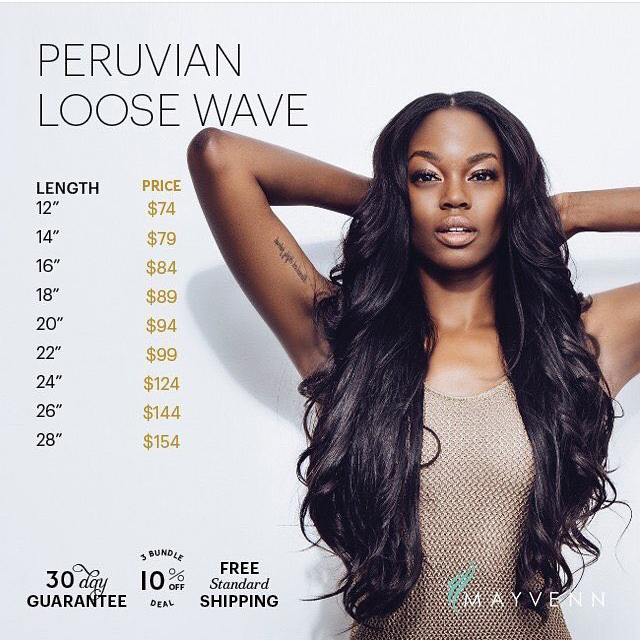 PERUVIAN
LOOSE WAVE
LENGTH PRICE
12” $74
14” $79
16” $84
18” $89
20” $94
22” $99
24” $124
26” $144
28” $154
30 day
GUARANTEE
3 BUNDLE
10% OFF
DEAL
FREE
Standard
SHIPPING
MAYVENN